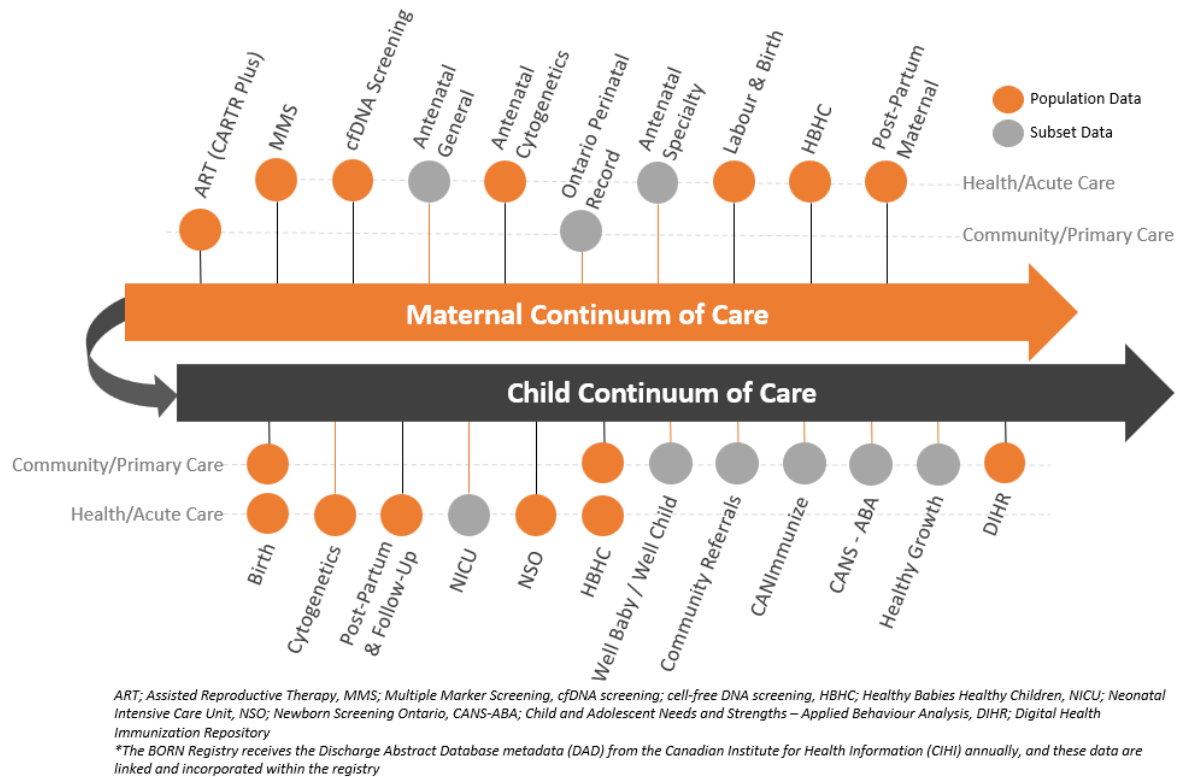 ART (CARTR Plus)
MMS
cfDNA Screening
Antenatal
General
Antenatal
Cytogenetics
Ontario Perinatal
Record
Antenatal
Specialty
Labour & Birth
HBHC
Post-Partum
Maternal
Population Data
Subset Data
Health/Acute Care
Community/Primary Care
Maternal Continuum of Care
Child Continuum of Care
Community/Primary Care
Health/Acute Care
Birth
Cytogenetics
Post-Partum
& Follow-Up
NICU
NSO
HBHC
Well Baby / Well Child
Community Referrals
CANImmunize
CANS - ABA
Healthy Growth
DIHR
ART; Assisted Reproductive Therapy, MMS; Multiple Marker Screening, cfDNA screening; cell-free DNA screening, HBHC; Healthy Babies Healthy Children, NICU; Neonatal
Intensive Care Unit, NSO; Newborn Screening Ontario, CANS-ABA; Child and Adolescent Needs and Strengths – Applied Behaviour Analysis, DIHR; Digital Health
Immunization Repository
*The BORN Registry receives the Discharge Abstract Database metadata (DAD) from the Canadian Institute for Health Information (CIHI) annually, and these data are
linked and incorporated within the registry